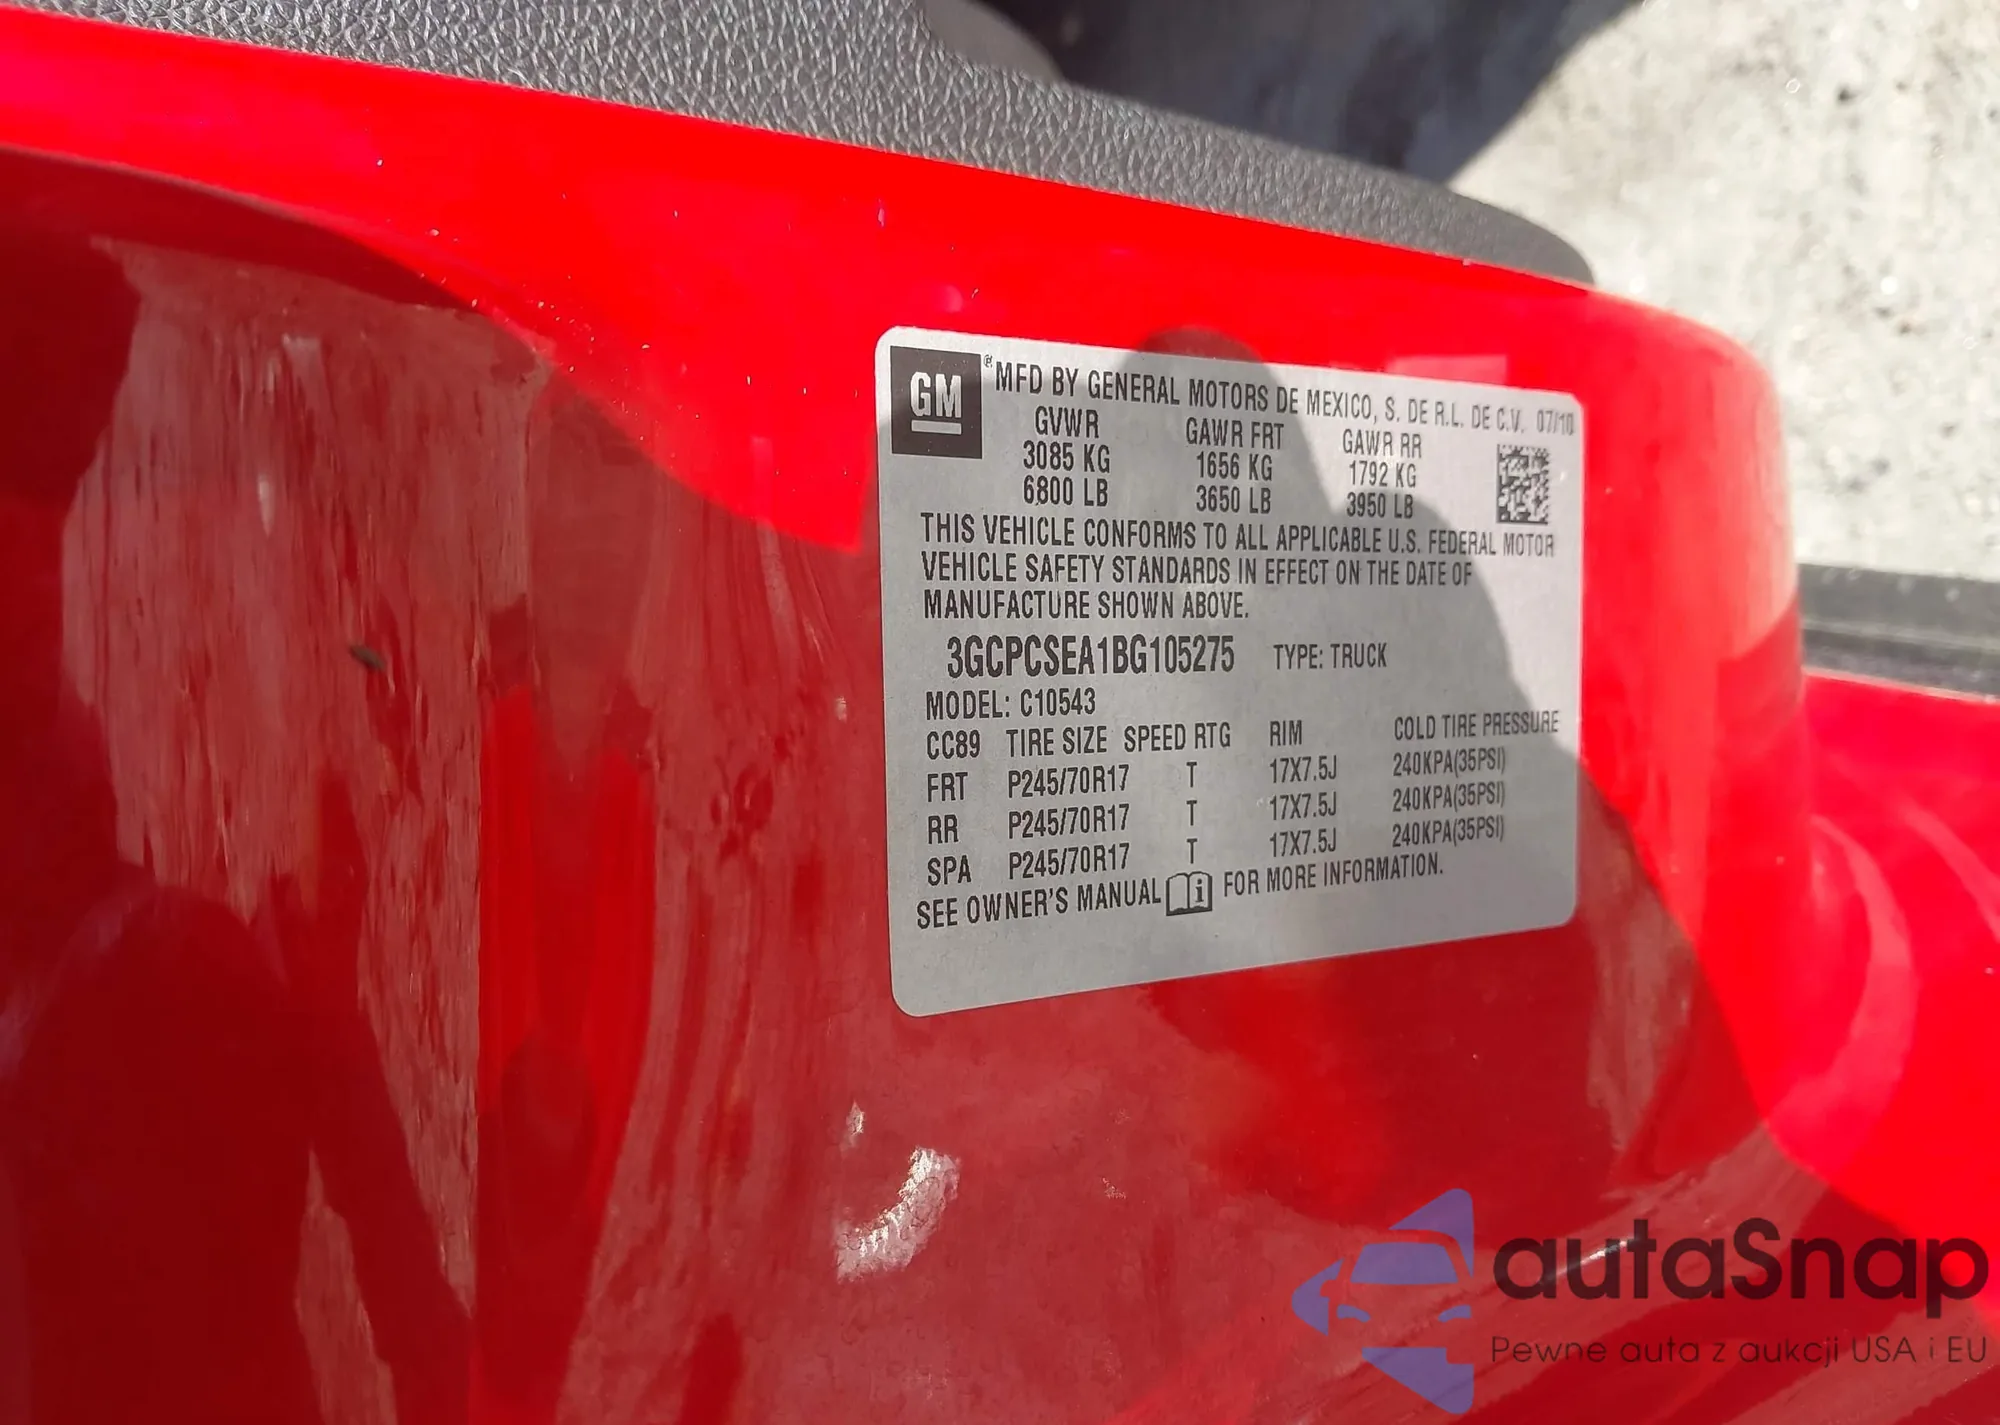 GM ® MFD BY GENERAL MOTORS DE MEXICO, S. DE R.L. DE C.V. 07/10
GVWR GAWR FRT GAWR RR
3085 KG 1656 KG 1792 KG
6800 LB 3650 LB 3950 LB
THIS VEHICLE CONFORMS TO ALL APPLICABLE U.S. FEDERAL MOTOR
VEHICLE SAFETY STANDARDS IN EFFECT ON THE DATE OF
MANUFACTURE SHOWN ABOVE.
3GCPCSEA1BG105275 TYPE: TRUCK
MODEL: C10543
CC89 TIRE SIZE SPEED RTG RIM COLD TIRE PRESSURE
FRT P245/70R17 T 17X7.5J 240KPA(35PSI)
RR P245/70R17 T 17X7.5J 240KPA(35PSI)
SPA P245/70R17 T 17X7.5J 240KPA(35PSI)
SEE OWNER'S MANUAL i FOR MORE INFORMATION.
autaSnap
Pewne auta z aukcji USA i EU